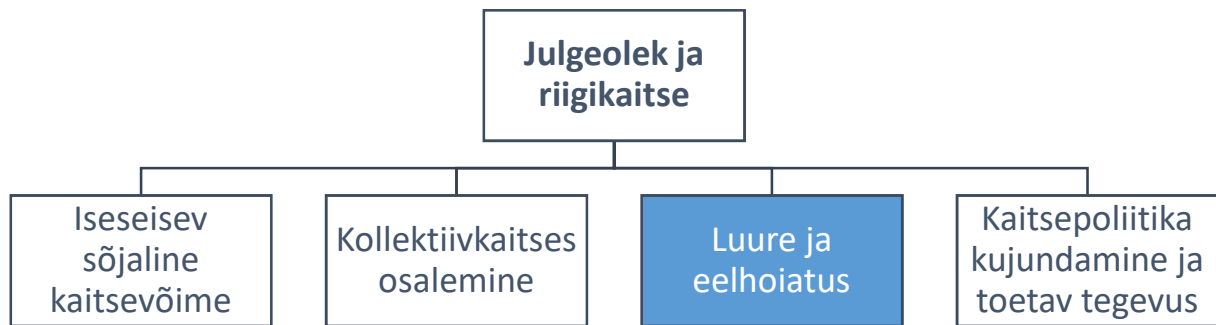 Julgeolek ja
riigikaitse
Iseseisev
sõjaline
kaitsevõime
Kollektiivkaitses
osalemine
Luure ja
eelhoiatus
Kaitsepoliitika
kujundamine ja
toetav tegevus